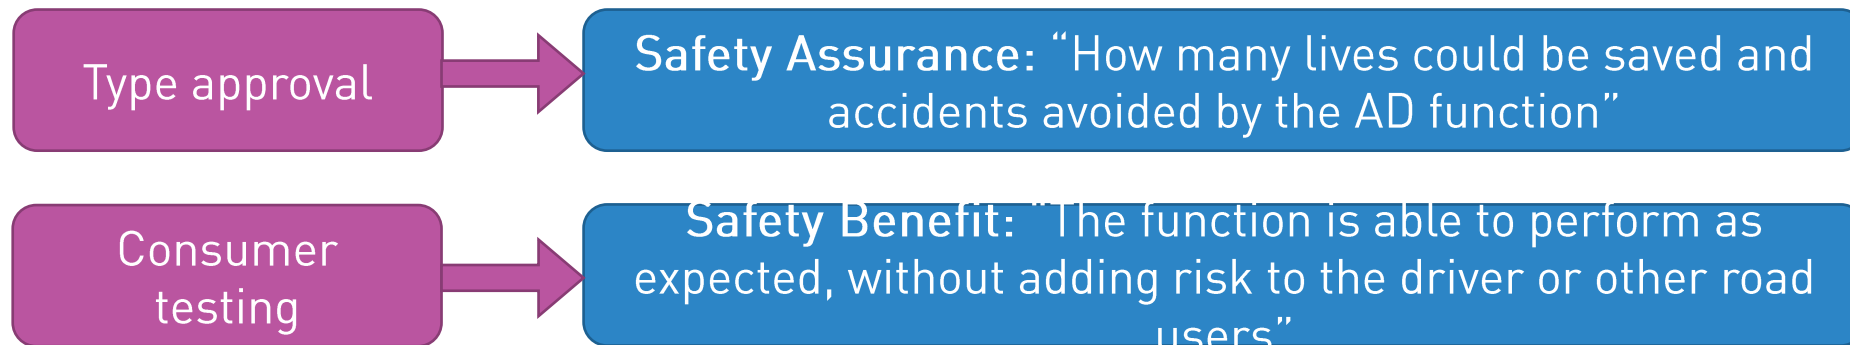 Type approval
Safety Assurance: “How many lives could be saved and
accidents avoided by the AD function”
Consumer
testing
Safety Benefit: “The function is able to perform as
expected, without adding risk to the driver or other road
users”